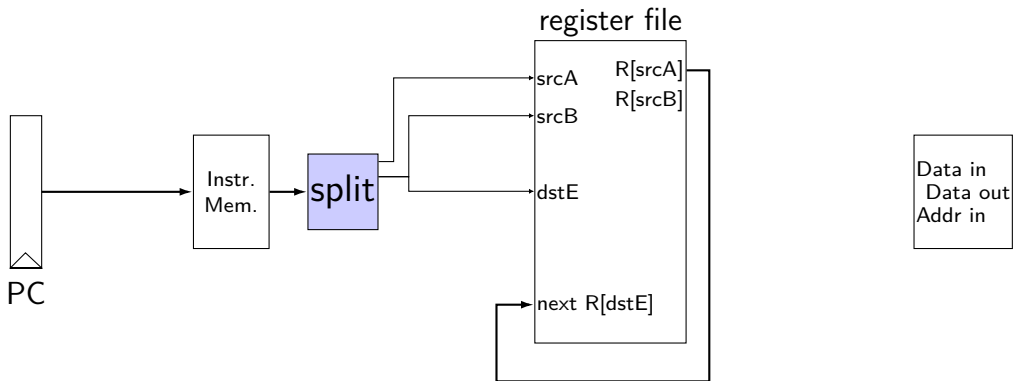 register file
srcA
R[srcA]
R[srcB]
srcB
Instr.
Mem.
split
dstE
Data in
Data out
Addr in
PC
next R[dstE]